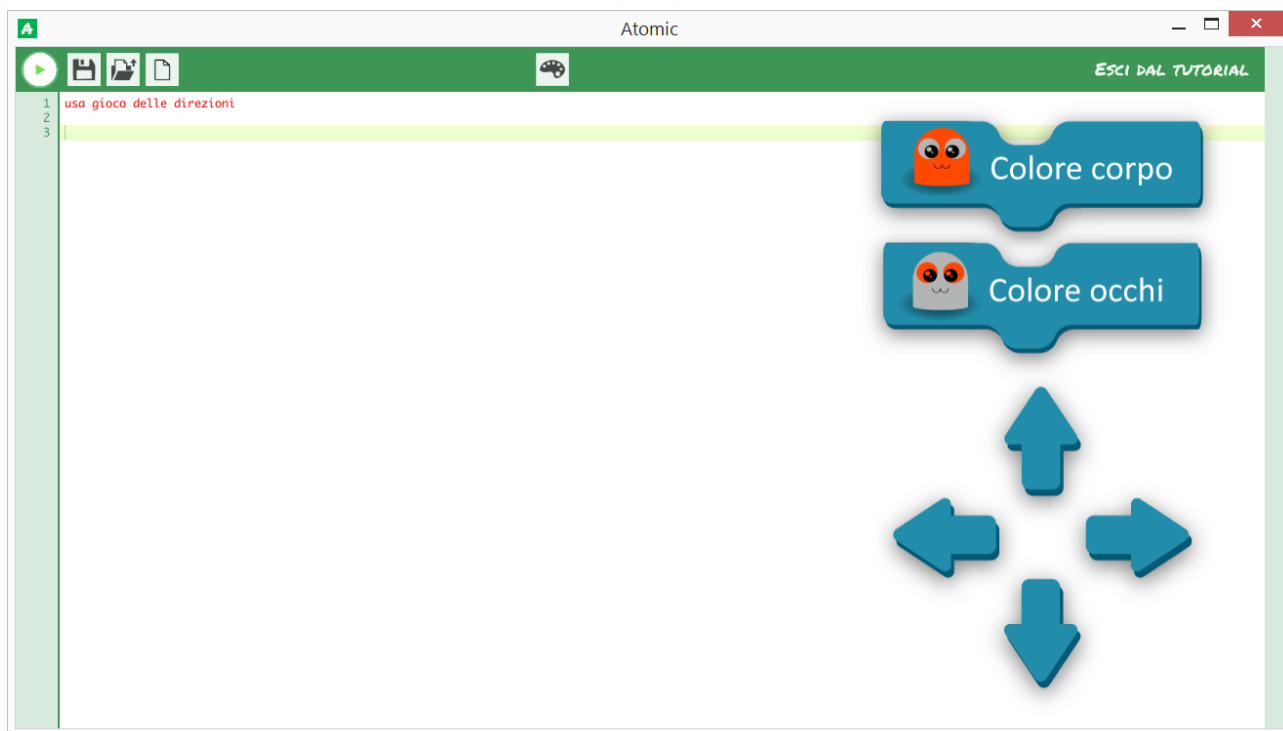 A
Atomic
ESCI DAL TUTORIAL
1 usa gioco delle direzioni
2
3
Colore corpo
Colore occhi